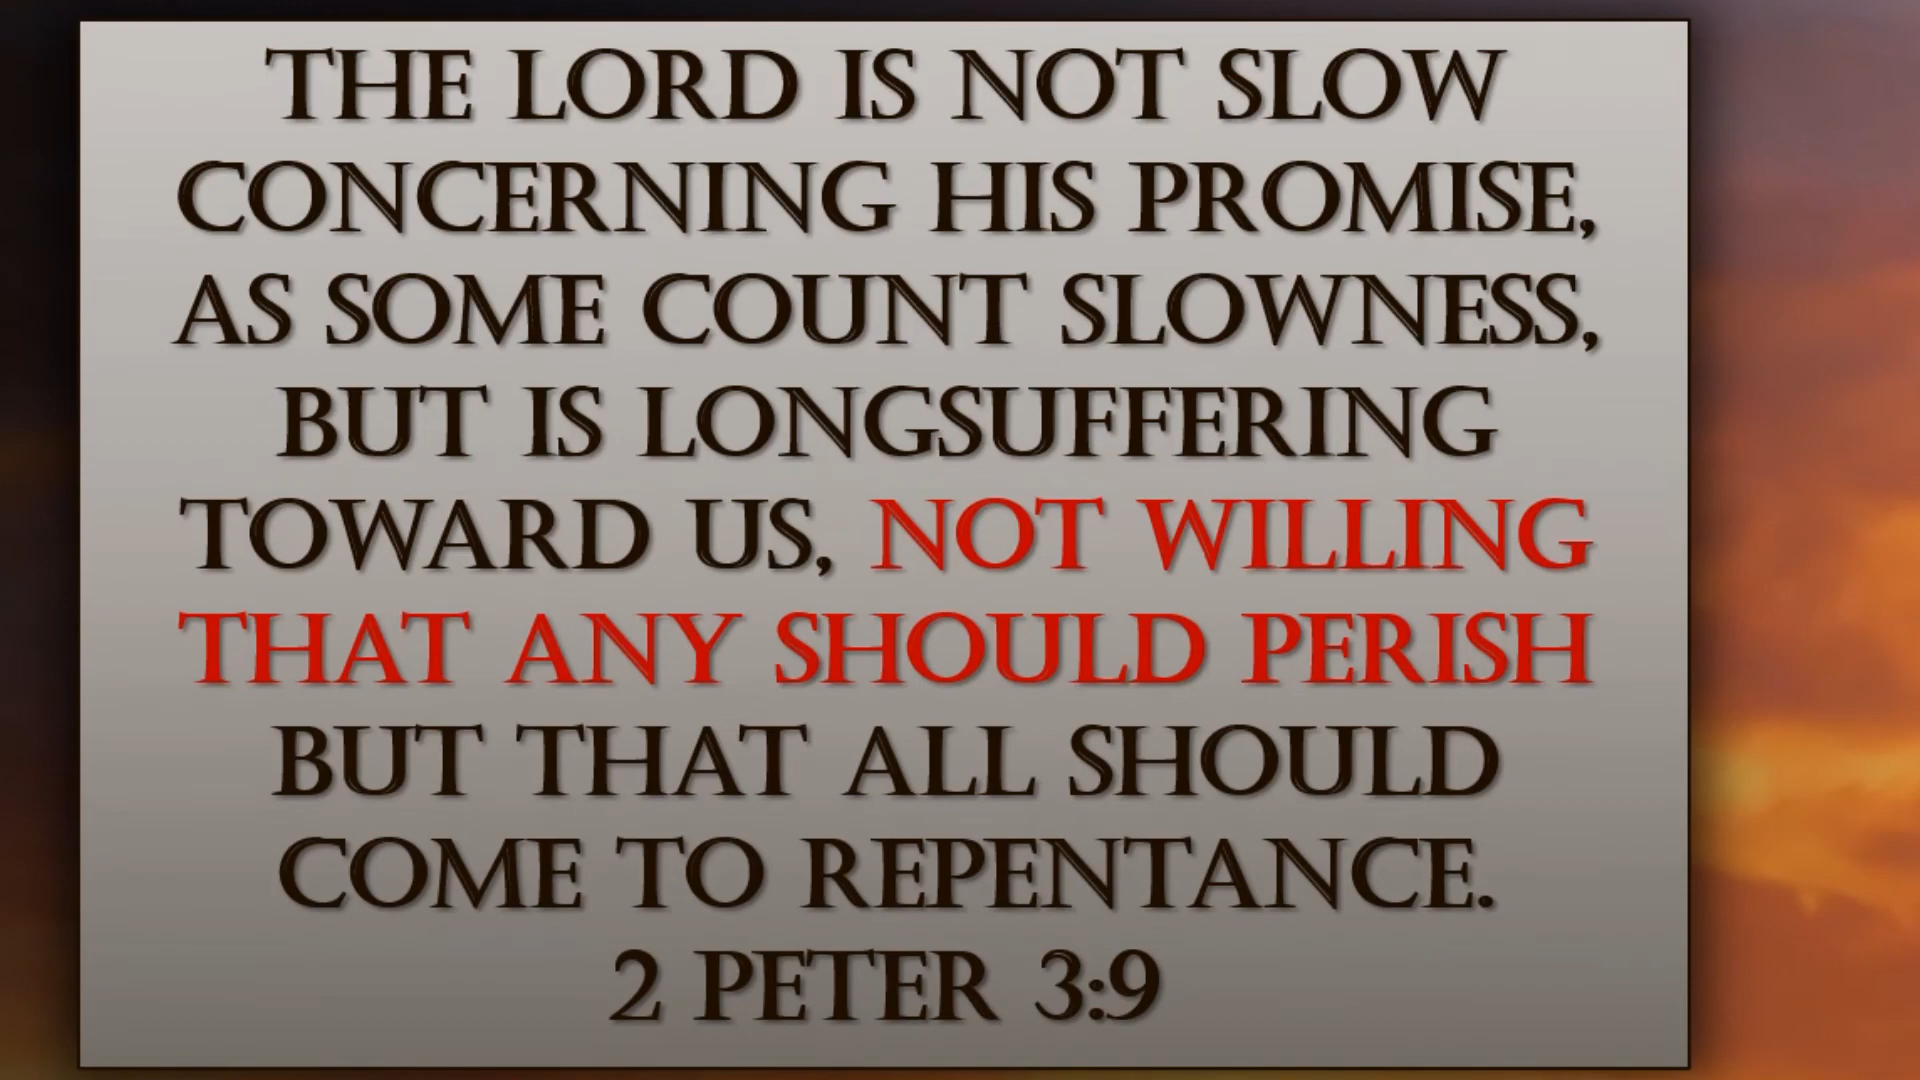 THE LORD IS NOT SLOW
CONCERNING HIS PROMISE,
AS SOME COUNT SLOWNESS,
BUT IS LONGSUFFERING
TOWARD US, NOT WILLING
THAT ANY SHOULD PERISH
BUT THAT ALL SHOULD
COME TO REPENTANCE.
2 PETER 3:9